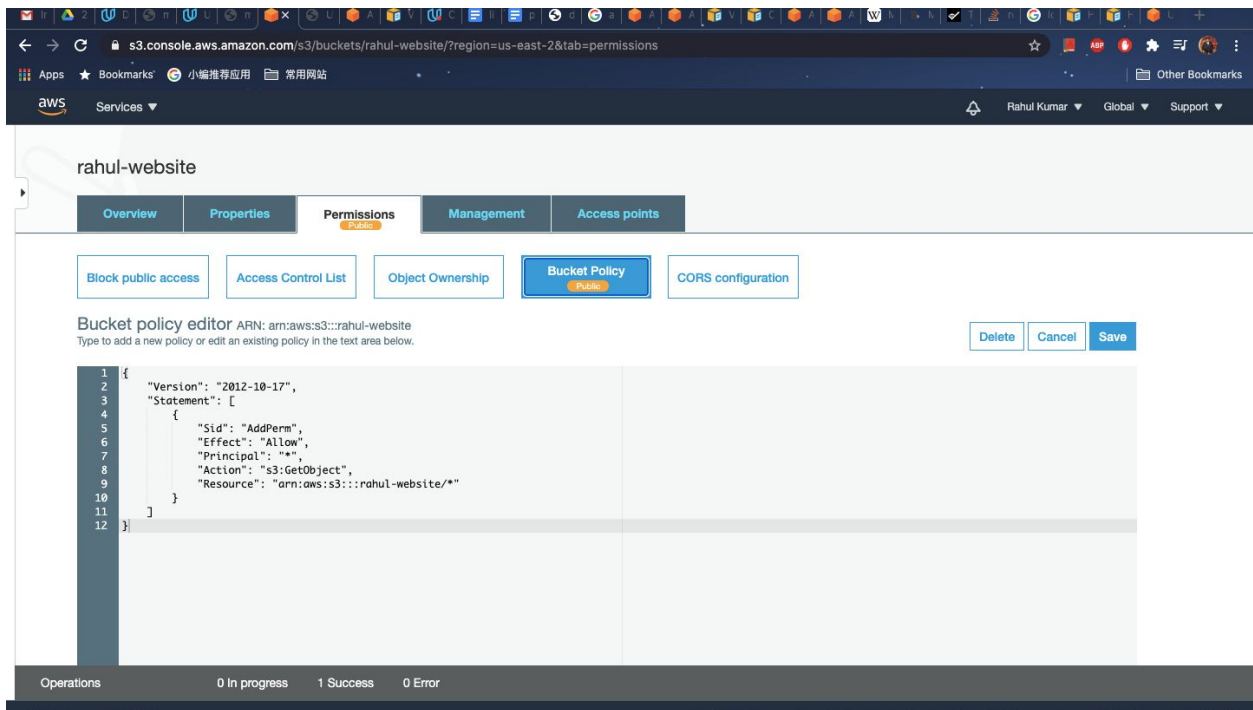 s3.console.aws.amazon.com/s3/buckets/rahul-website/?region=us-east-2&tab=permissions
ABP
Apps Bookmarks 小编推荐应用 常用网站 Other Bookmarks
aws Services ▼ Rahul Kumar ▼ Global ▼ Support ▼
rahul-website
Overview Properties Permissions Management Access points
Public
Block public access Access Control List Object Ownership Bucket Policy CORS configuration
Public
Bucket policy editor ARN: arn:aws:s3:::rahul-website
Type to add a new policy or edit an existing policy in the text area below.
Delete Cancel Save
1 {
2 "Version": "2012-10-17",
3 "Statement": [
4 {
5 "Sid": "AddPerm",
6 "Effect": "Allow",
7 "Principal": "*",
8 "Action": "s3:GetObject",
9 "Resource": "arn:aws:s3:::rahul-website/*"
10 }
11 ]
12 }
Operations 0 In progress 1 Success 0 Error